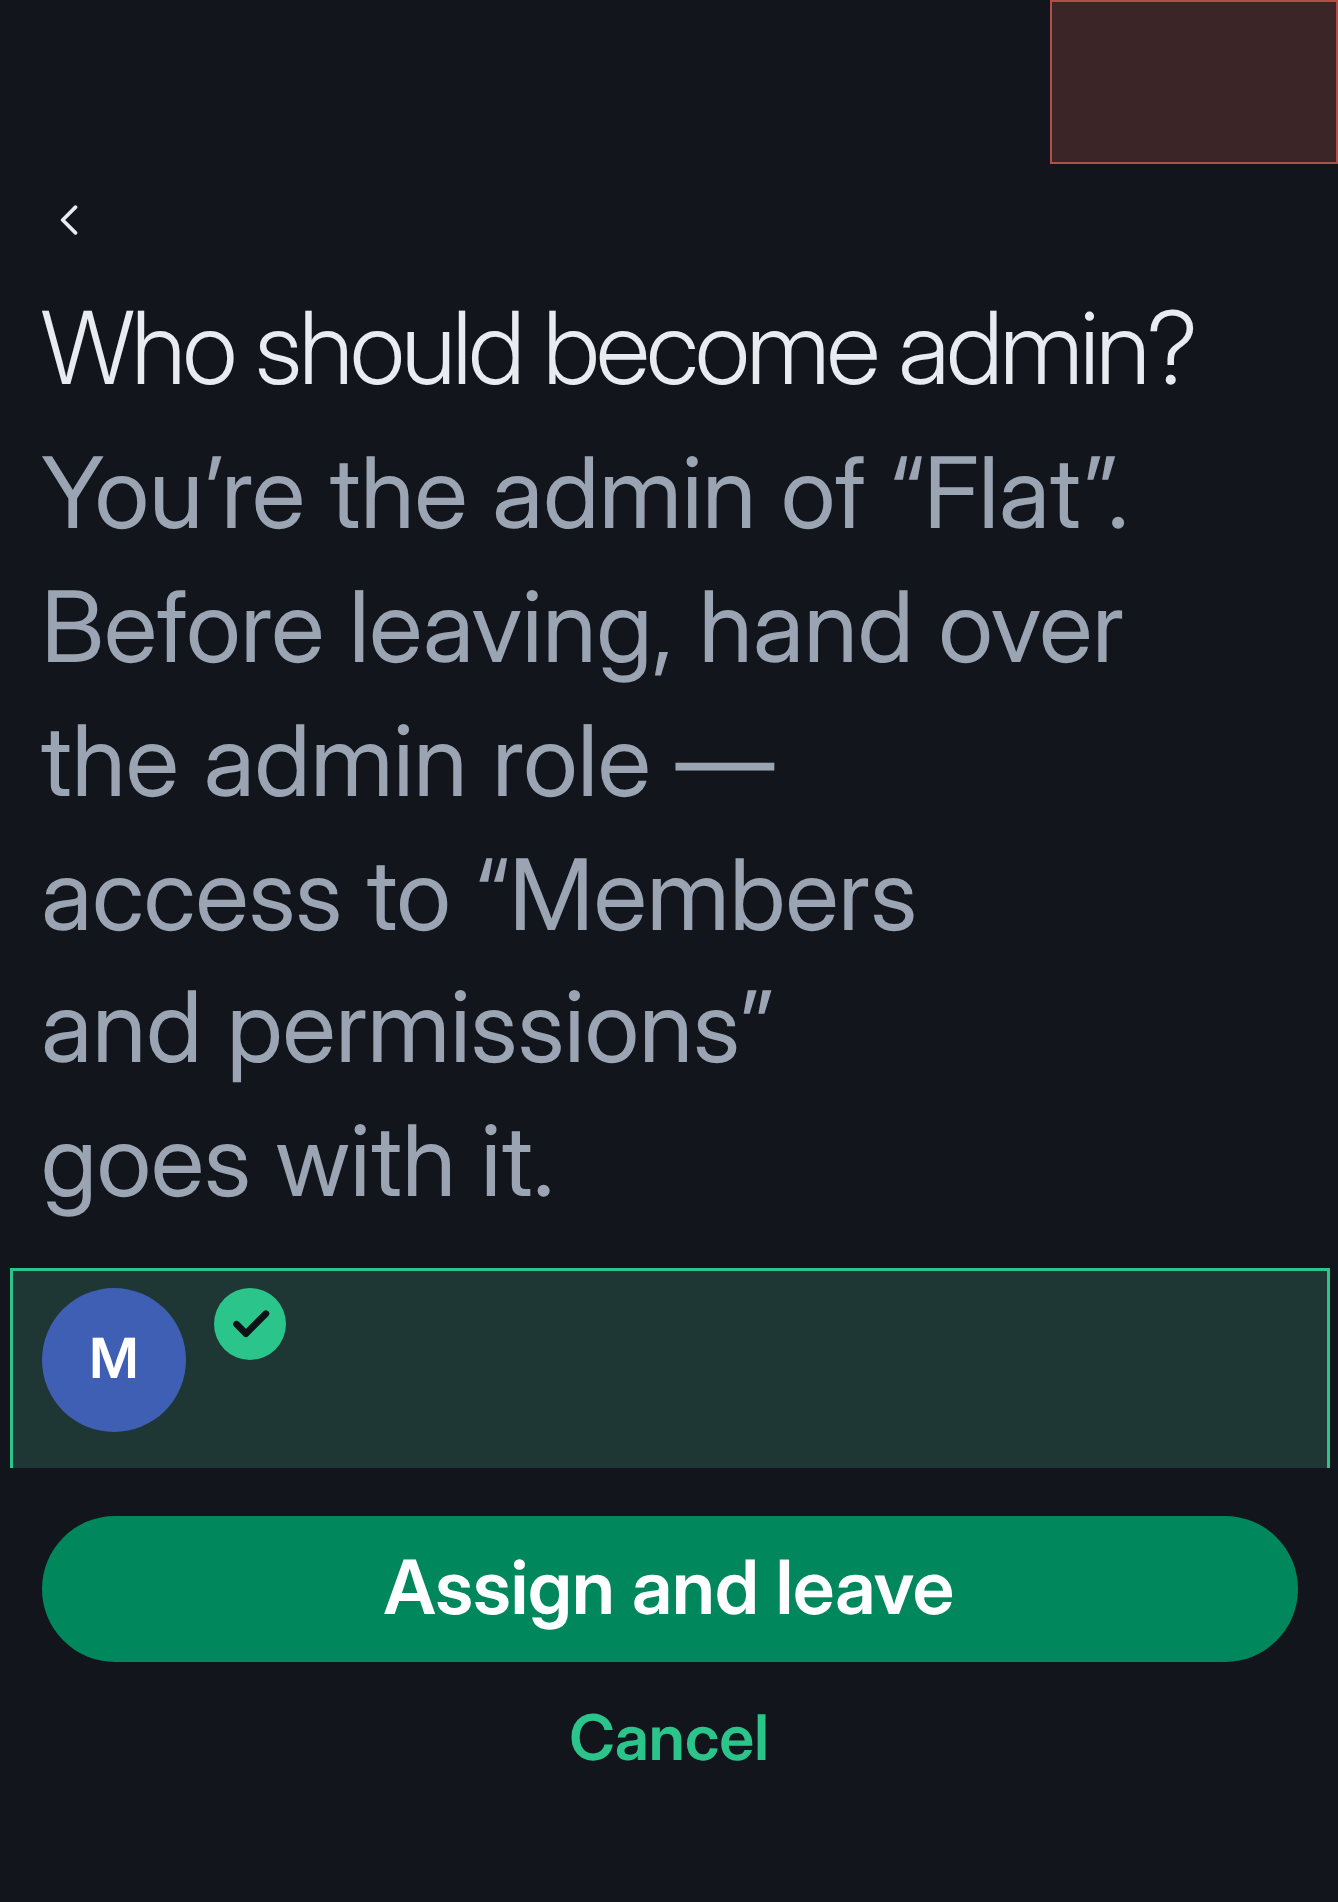 Who should become admin?
You’re the admin of “Flat”.
Before leaving, hand over
the admin role —
access to “Members
and permissions”
goes with it.
M
Assign and leave
Cancel